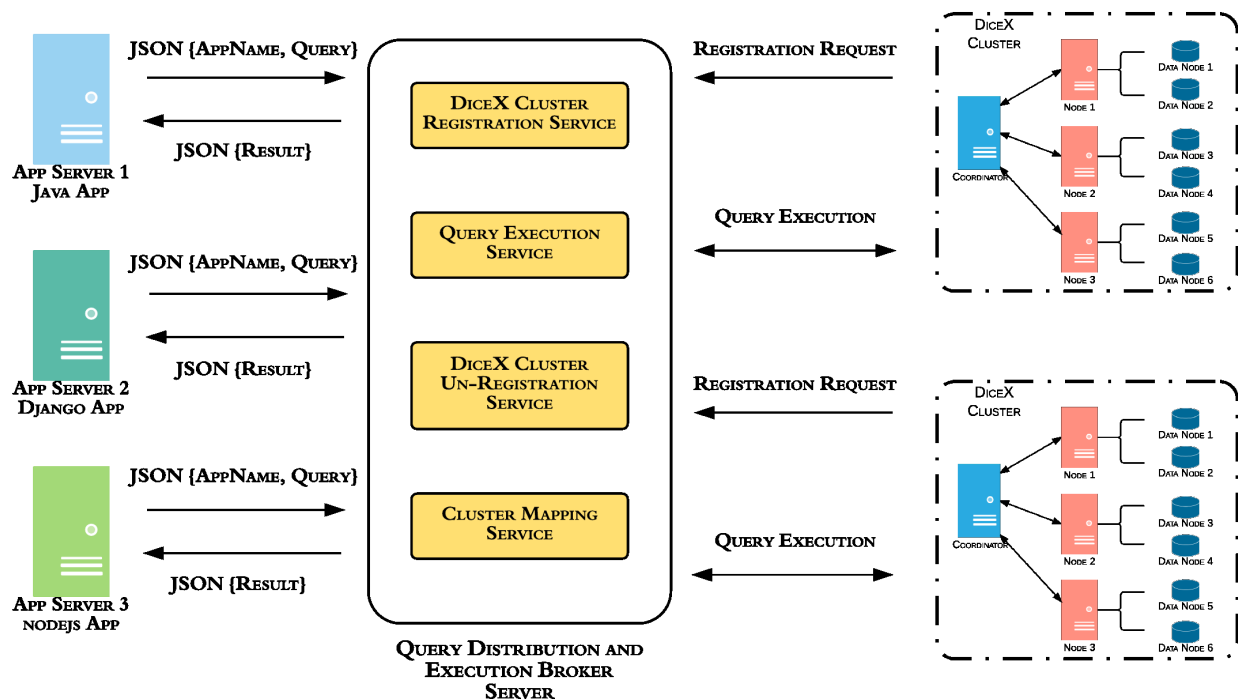 JSON {AppName, Query}
JSON {Result}
App Server 1
Java App
JSON {AppName, Query}
JSON {Result}
App Server 2
Django App
JSON {AppName, Query}
JSON {Result}
App Server 3
nodejs App
DiceX Cluster
Registration Service
Query Execution
Service
DiceX Cluster
Un-Registration
Service
Cluster Mapping
Service
Query Distribution and
Execution Broker
Server
Registration Request
Query Execution
Registration Request
Query Execution
DiceX
Cluster
Coordinator
Node 1
Node 2
Node 3
Data Node 1
Data Node 2
Data Node 3
Data Node 4
Data Node 5
Data Node 6
DiceX
Cluster
Coordinator
Node 1
Node 2
Node 3
Data Node 1
Data Node 2
Data Node 3
Data Node 4
Data Node 5
Data Node 6